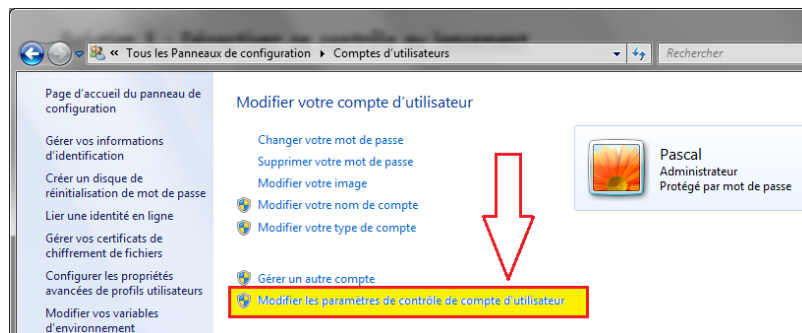 Tous les Panneaux de configuration
Comptes d'utilisateurs
Rechercher
Page d'accueil du panneau de
configuration
Gérer vos informations
d'identification
Créer un disque de
réinitialisation de mot de passe
Lier une identité en ligne
Gérer vos certificats de
chiffrement de fichiers
Configurer les propriétés
avancées de profils utilisateurs
Modifier vos variables
d'environnement
Modifier votre compte d'utilisateur
Changer votre mot de passe
Supprimer votre mot de passe
Modifier votre image
Modifier votre nom de compte
Modifier votre type de compte
Gérer un autre compte
Modifier les paramètres de contrôle de compte d'utilisateur
Pascal
Administrateur
Protégé par mot de passe